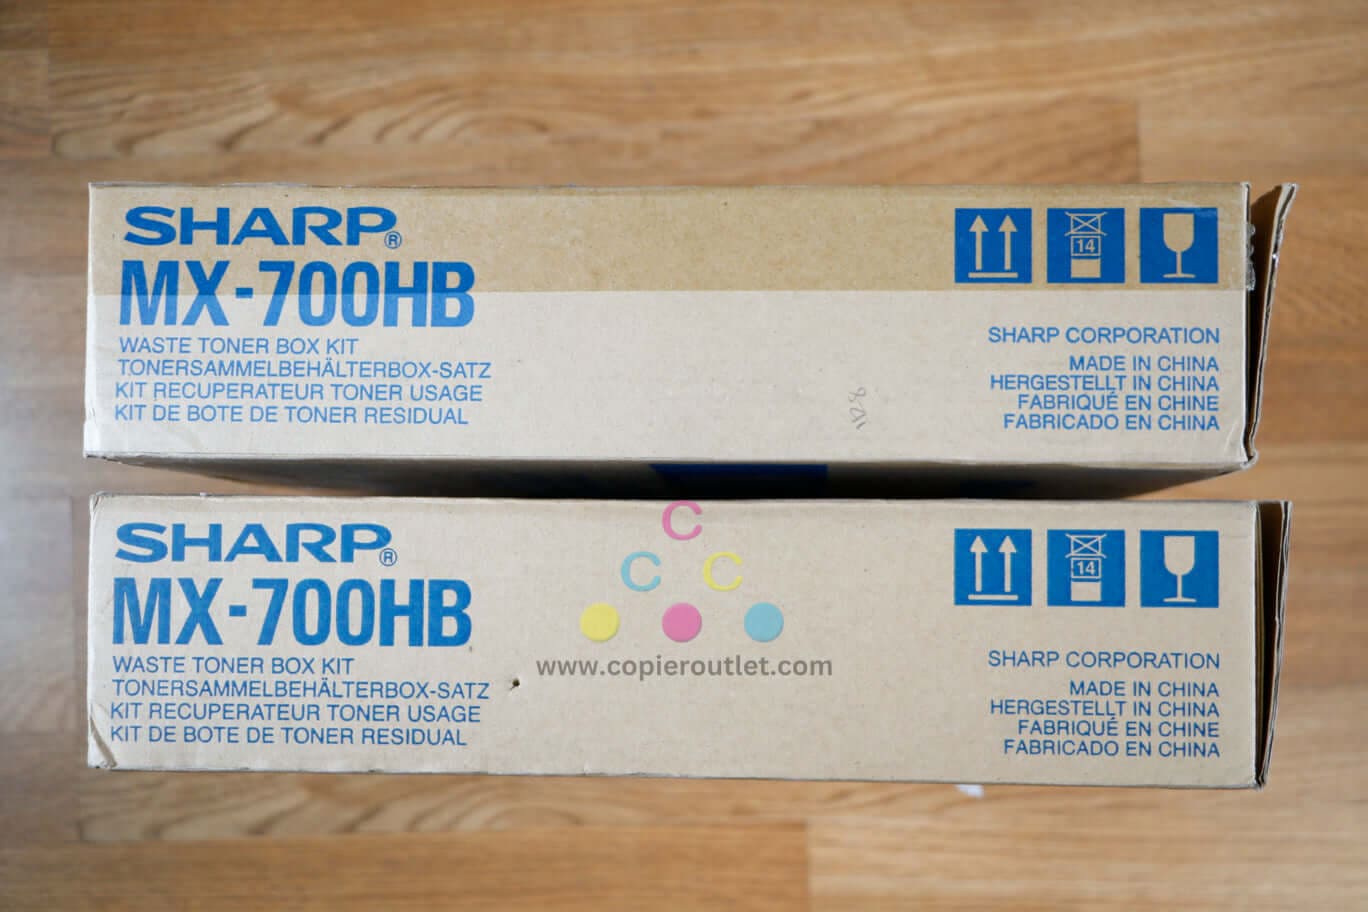 SHARP®
MX-700HB
WASTE TONER BOX KIT
TONERSAMMELBEHÄLTERBOX-SATZ
KIT RECUPERATEUR TONER USAGE
KIT DE BOTE DE TONER RESIDUAL
14
SHARP CORPORATION
MADE IN CHINA
HERGESTELLT IN CHINA
FABRIQUÉ EN CHINE
FABRICADO EN CHINA
SHARP®
MX-700HB
WASTE TONER BOX KIT
TONERSAMMELBEHÄLTERBOX-SATZ
KIT RECUPERATEUR TONER USAGE
KIT DE BOTE DE TONER RESIDUAL
C
C C
www.copieroutlet.com
14
SHARP CORPORATION
MADE IN CHINA
HERGESTELLT IN CHINA
FABRIQUÉ EN CHINE
FABRICADO EN CHINA